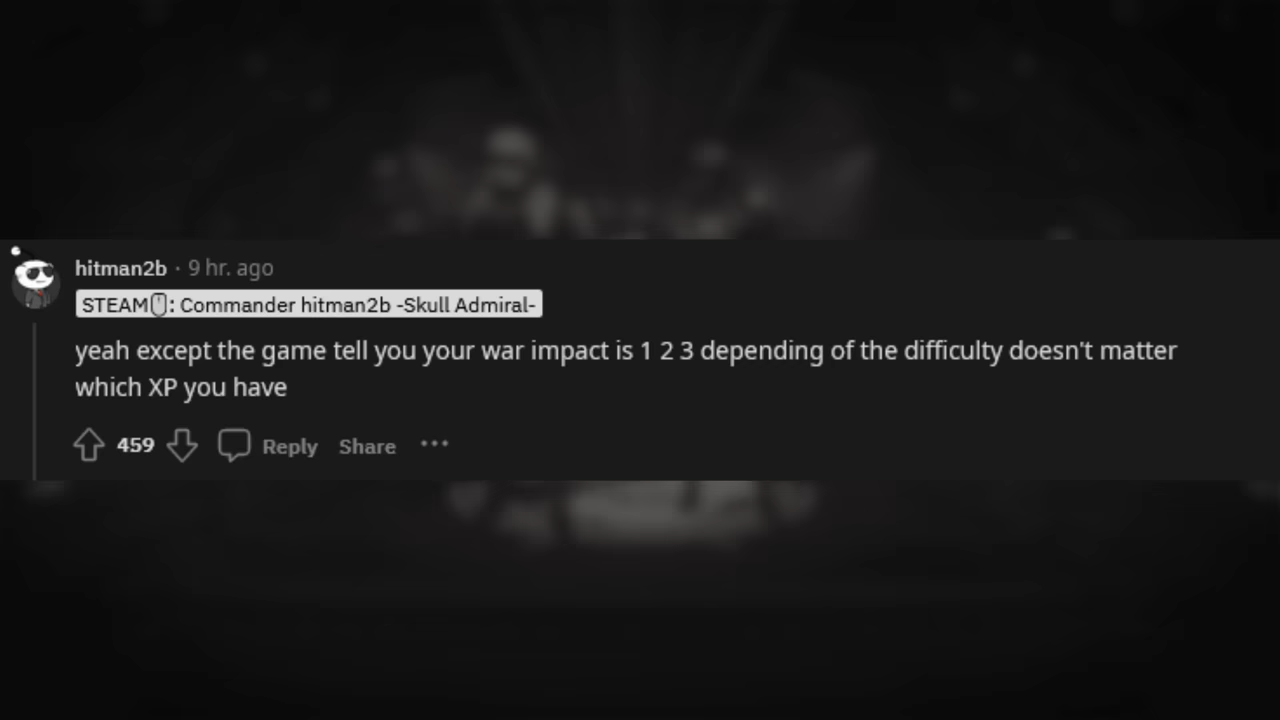 hitman2b · 9 hr. ago
STEAM🖱️: Commander hitman2b -Skull Admiral-
yeah except the game tell you your war impact is 1 2 3 depending of the difficulty doesn't matter
which XP you have
459 Reply Share ···